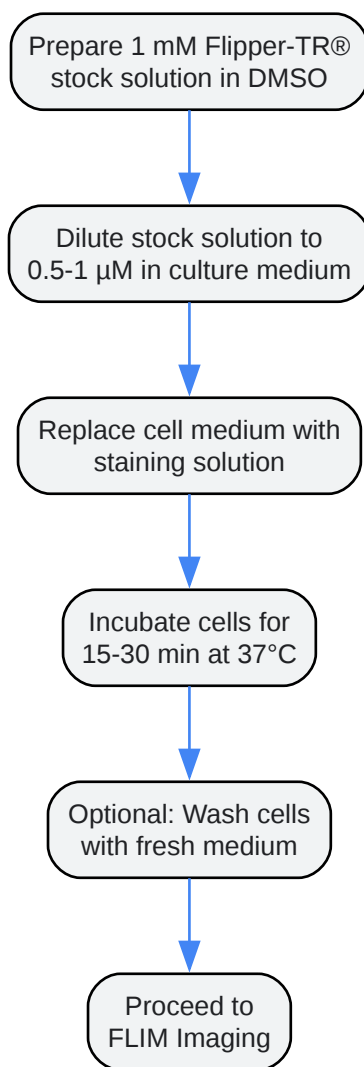 Prepare 1 mM Flipper-TR®
stock solution in DMSO
Dilute stock solution to
0.5-1 µM in culture medium
Replace cell medium with
staining solution
Incubate cells for
15-30 min at 37°C
Optional: Wash cells
with fresh medium
Proceed to
FLIM Imaging